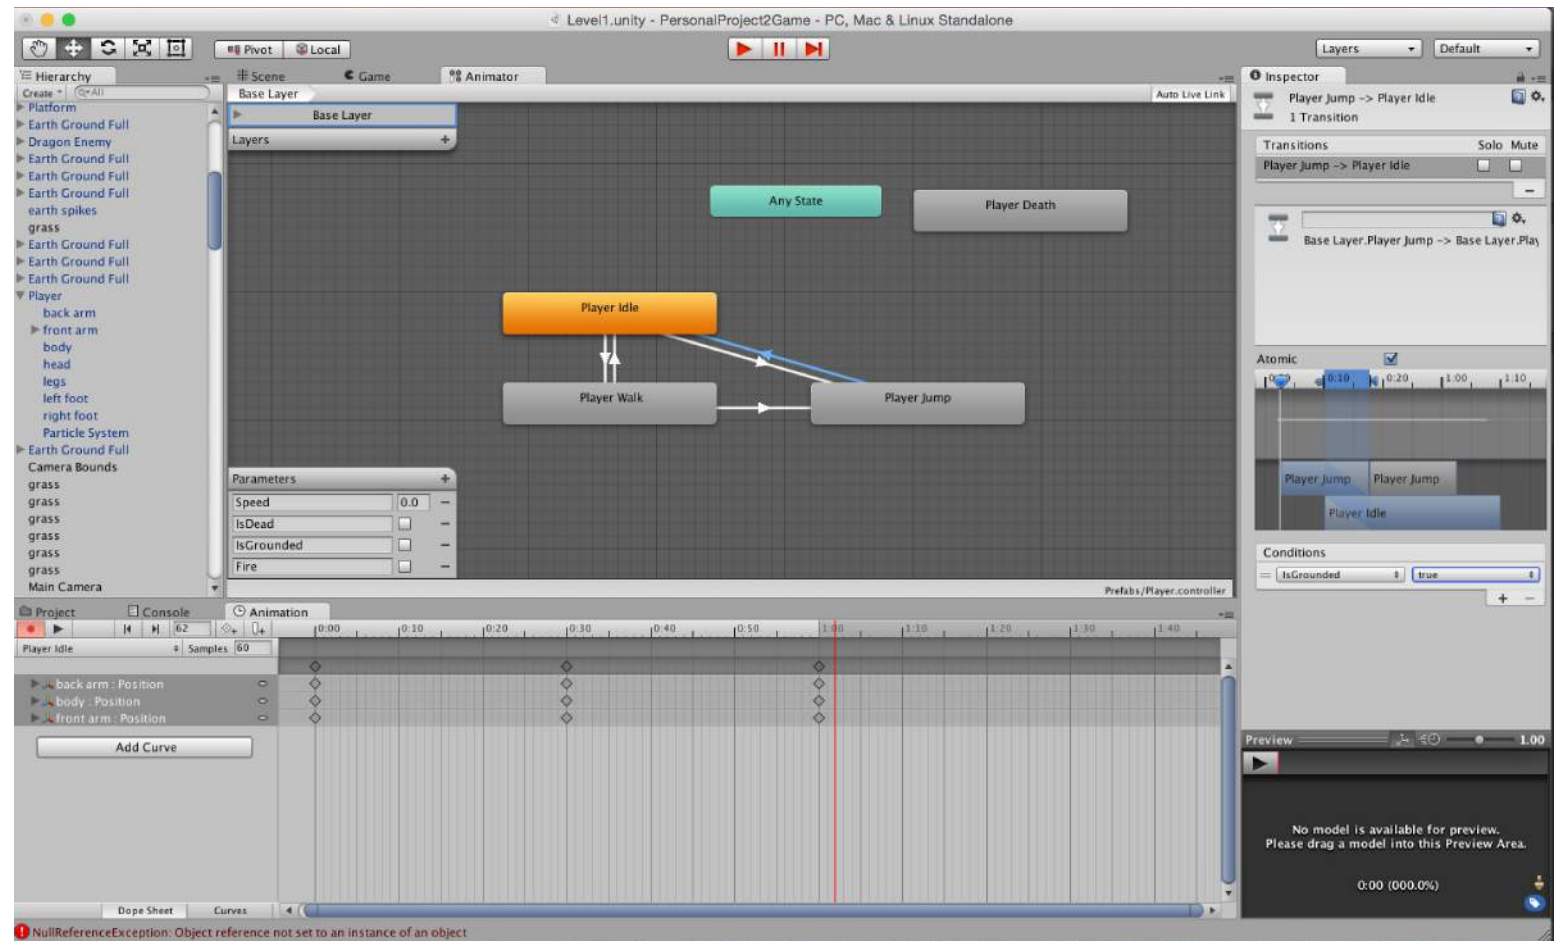 Level1.unity - PersonalProject2Game - PC, Mac & Linux Standalone
Pivot Local Layers Default
Hierarchy
Create All
Platform
Earth Ground Full
Dragon Enemy
Earth Ground Full
Earth Ground Full
Earth Ground Full
earth spikes
grass
Earth Ground Full
Earth Ground Full
Earth Ground Full
Player
back arm
front arm
body
head
legs
left foot
right foot
Particle System
Earth Ground Full
Camera Bounds
grass
grass
grass
grass
grass
grass
Main Camera
Scene Game Animator
Base Layer Auto Live Link
Base Layer
Layers
Any State
Player Death
Player Idle
Player Walk
Player Jump
Parameters
Speed 0.0
IsDead
IsGrounded
Fire
Prefabs/Player.controller
Inspector
Player Jump -> Player Idle
1 Transition
Transitions Solo Mute
Player Jump -> Player Idle
Base Layer.Player Jump -> Base Layer.Play
Atomic
0:10 0:20 1:00 1:10
Player Jump Player Jump
Player Idle
Conditions
IsGrounded true
+ -
Project Console Animation
62 0:00 0:10 0:20 0:30 0:40 0:50 1:00 1:10 1:20 1:30 1:40
Player Idle Samples 60
back arm : Position
body : Position
front arm : Position
Add Curve
Dope Sheet Curves
Preview 1.00
No model is available for preview.
Please drag a model into this Preview Area.
0:00 (000.0%)
NullReferenceException: Object reference not set to an instance of an object